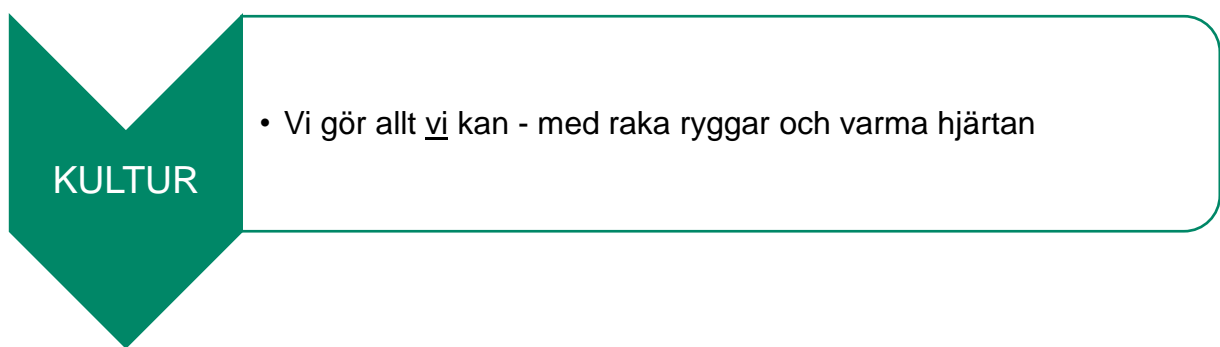 KULTUR
• Vi gör allt vi kan - med raka ryggar och varma hjärtan